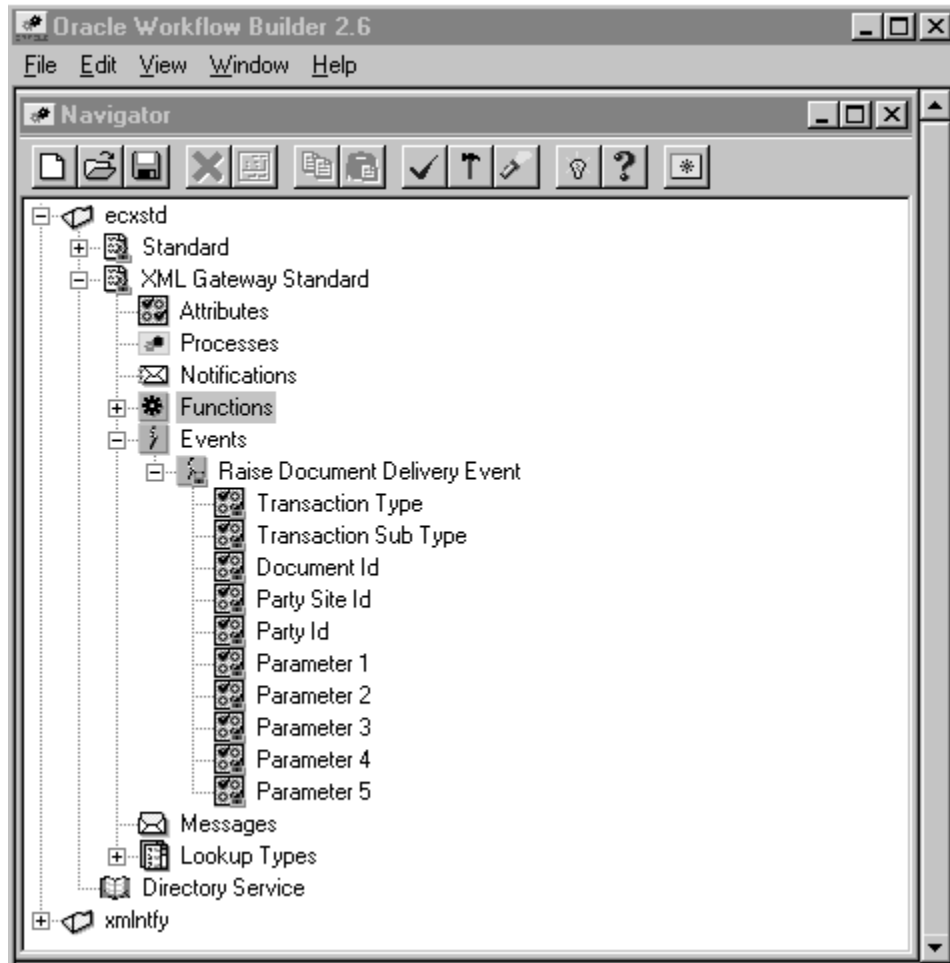 Oracle Workflow Builder 2.6
File Edit View Window Help
Navigator
ecxstd
Standard
XML Gateway Standard
Attributes
Processes
Notifications
Functions
Events
Raise Document Delivery Event
Transaction Type
Transaction Sub Type
Document Id
Party Site Id
Party Id
Parameter 1
Parameter 2
Parameter 3
Parameter 4
Parameter 5
Messages
Lookup Types
Directory Service
xmlntfy